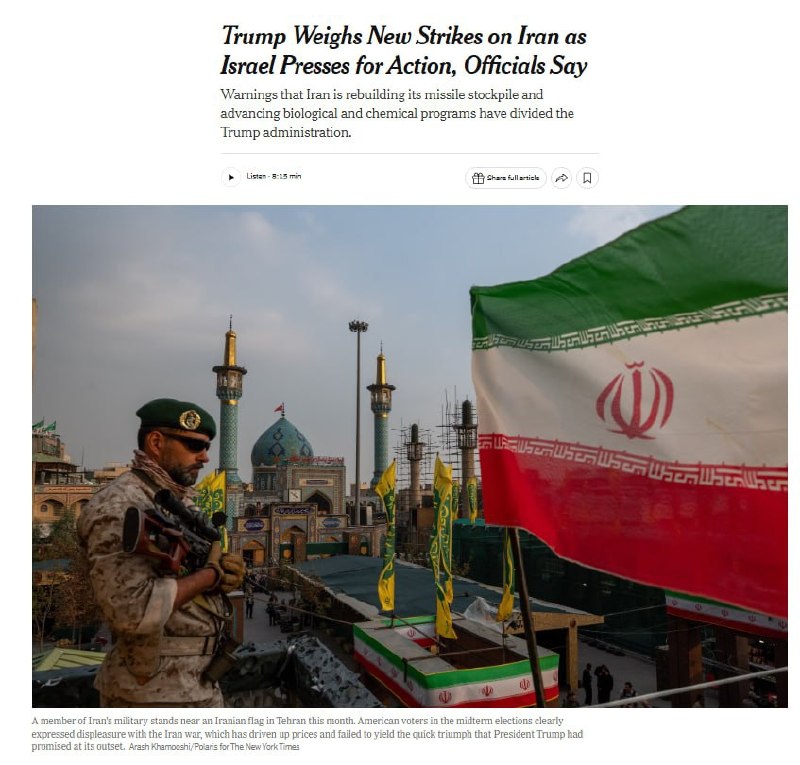 Trump Weighs New Strikes on Iran as
Israel Presses for Action, Officials Say
Warnings that Iran is rebuilding its missile stockpile and
advancing biological and chemical programs have divided the
Trump administration.
Listen · 8:15 min
Share full article
A member of Iran's military stands near an Iranian flag in Tehran this month. American voters in the midterm elections clearly
expressed displeasure with the Iran war, which has driven up prices and failed to yield the quick triumph that President Trump had
promised at its outset. Arash Khamooshi/Polaris for The New York Times